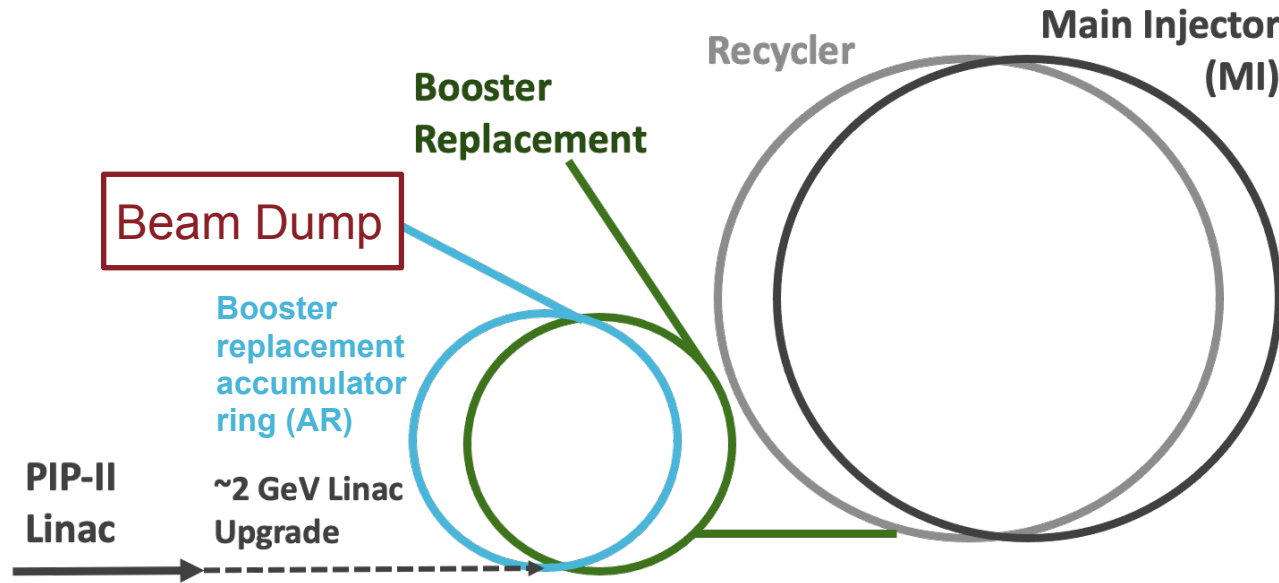 Main Injector
(MI)
Recycler
Booster
Replacement
Beam Dump
Booster
replacement
accumulator
ring (AR)
PIP-II
Linac
~2 GeV Linac
Upgrade